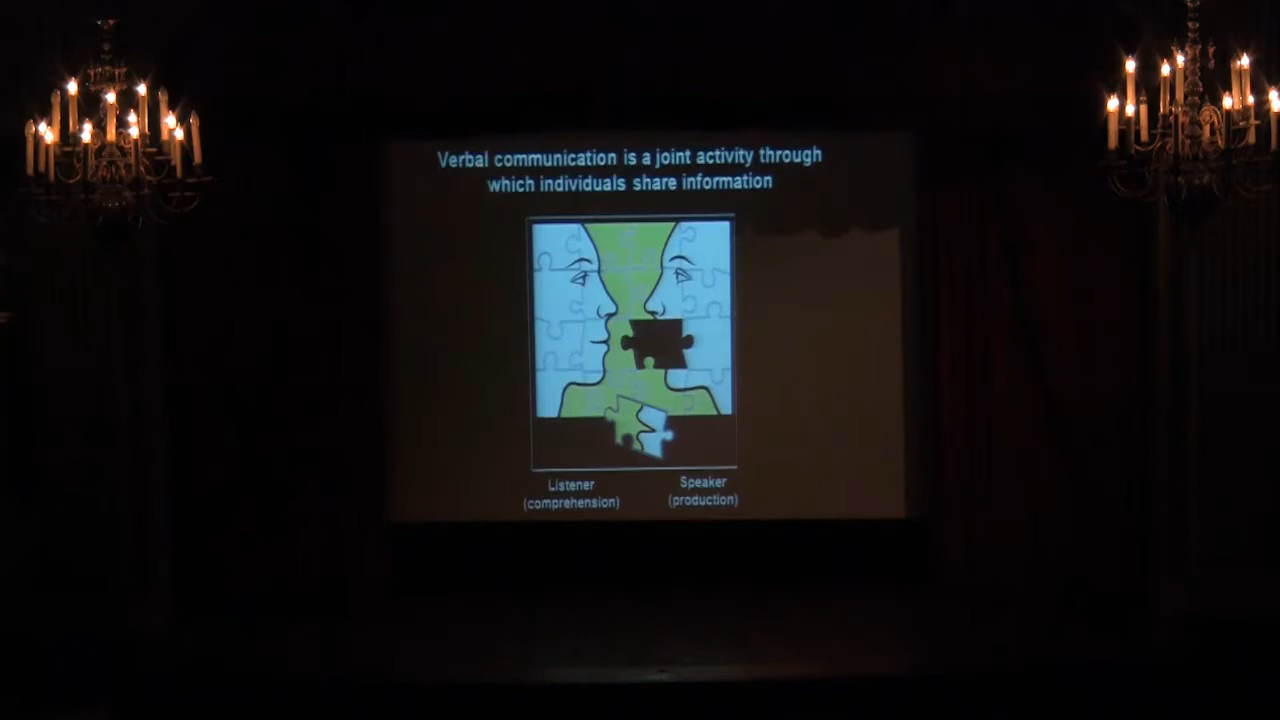 Verbal communication is a joint activity through
which individuals share information
Listener
(comprehension)
Speaker
(production)